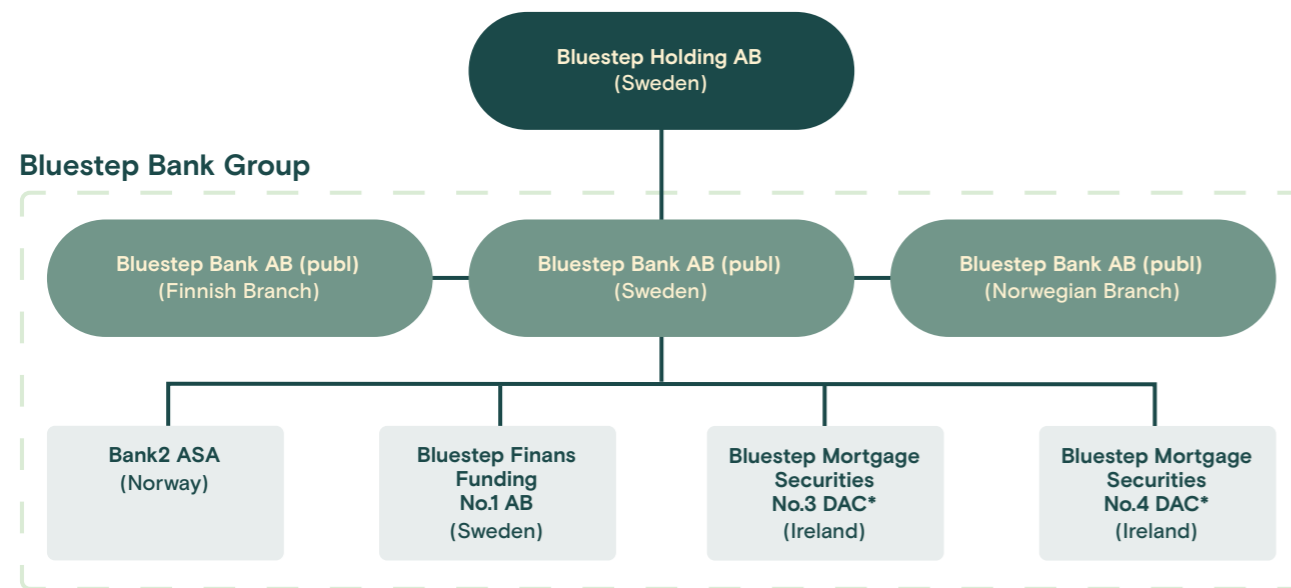 Bluestep Holding AB
(Sweden)
Bluestep Bank Group
Bluestep Bank AB (publ)
(Finnish Branch)
Bluestep Bank AB (publ)
(Sweden)
Bluestep Bank AB (publ)
(Norwegian Branch)
Bank2 ASA
(Norway)
Bluestep Finans
Funding
No.1 AB
(Sweden)
Bluestep Mortgage
Securities
No.3 DAC*
(Ireland)
Bluestep Mortgage
Securities
No.4 DAC*
(Ireland)